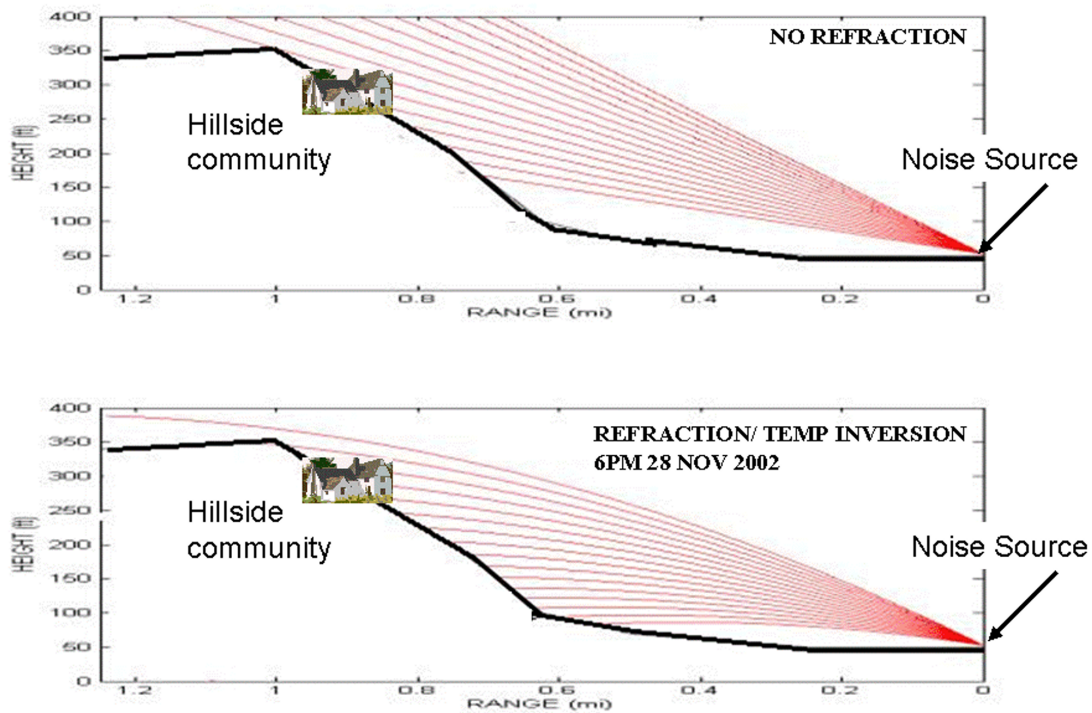 400
NO REFRACTION
350
300
Hillside
community
250
HEIGHT (ft)
200
Noise Source
150
100
50
0
1.2
1
0.8
0.6
0.4
0.2
0
RANGE (mi)
400
REFRACTION/ TEMP INVERSION
6PM 28 NOV 2002
350
300
Hillside
community
250
HEIGHT (ft)
200
Noise Source
150
100
50
0
1.2
1
0.8
0.6
0.4
0.2
0
RANGE (mi)